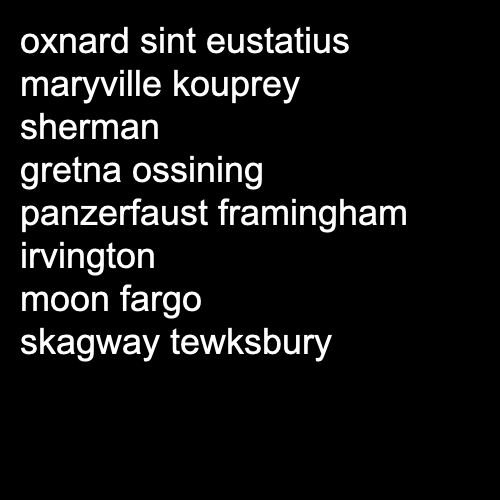 oxnard sint eustatius
maryville kouprey
sherman
gretna ossining
panzerfaust framingham
irvington
moon fargo
skagway tewksbury